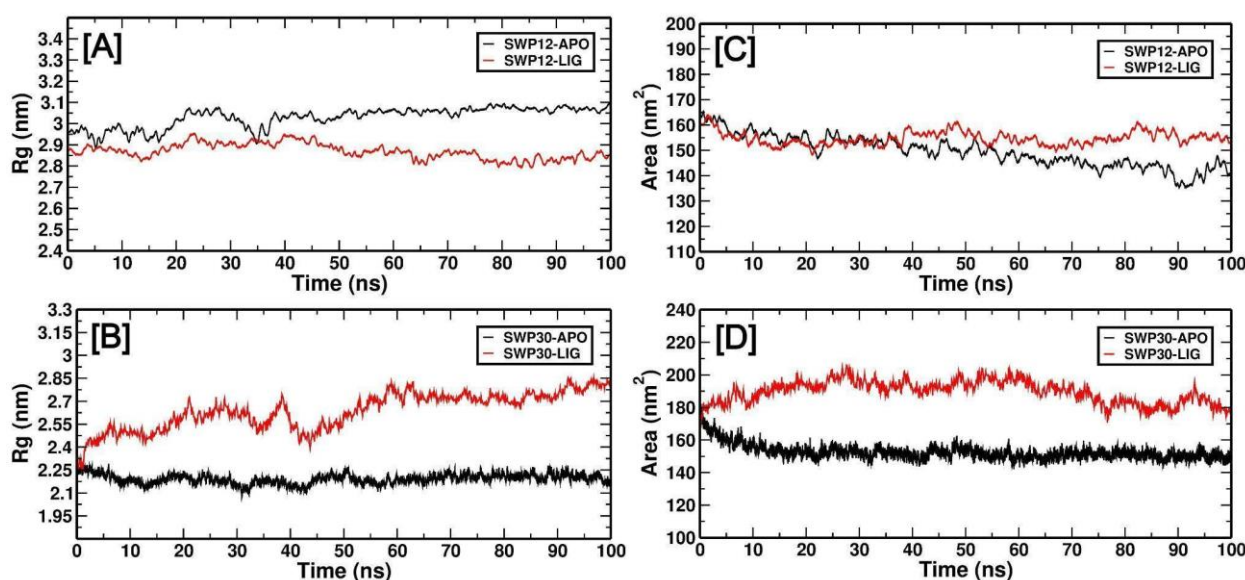 [A]
SWP12-APO
SWP12-LIG
3.4
3.3
3.2
3.1
3
2.9
2.8
2.7
2.6
2.5
2.4
Rg (nm)
0 10 20 30 40 50 60 70 80 90 100
Time (ns)
[C]
SWP12-APO
SWP12-LIG
200
190
180
170
160
150
140
130
120
110
Area (nm²)
0 10 20 30 40 50 60 70 80 90 100
Time (ns)
[B]
SWP30-APO
SWP30-LIG
3.3
3.15
3
2.85
2.7
2.55
2.4
2.25
2.1
1.95
Rg (nm)
0 10 20 30 40 50 60 70 80 90 100
Time (ns)
[D]
SWP30-APO
SWP30-LIG
240
220
200
180
160
140
120
100
Area (nm²)
0 10 20 30 40 50 60 70 80 90 100
Time (ns)